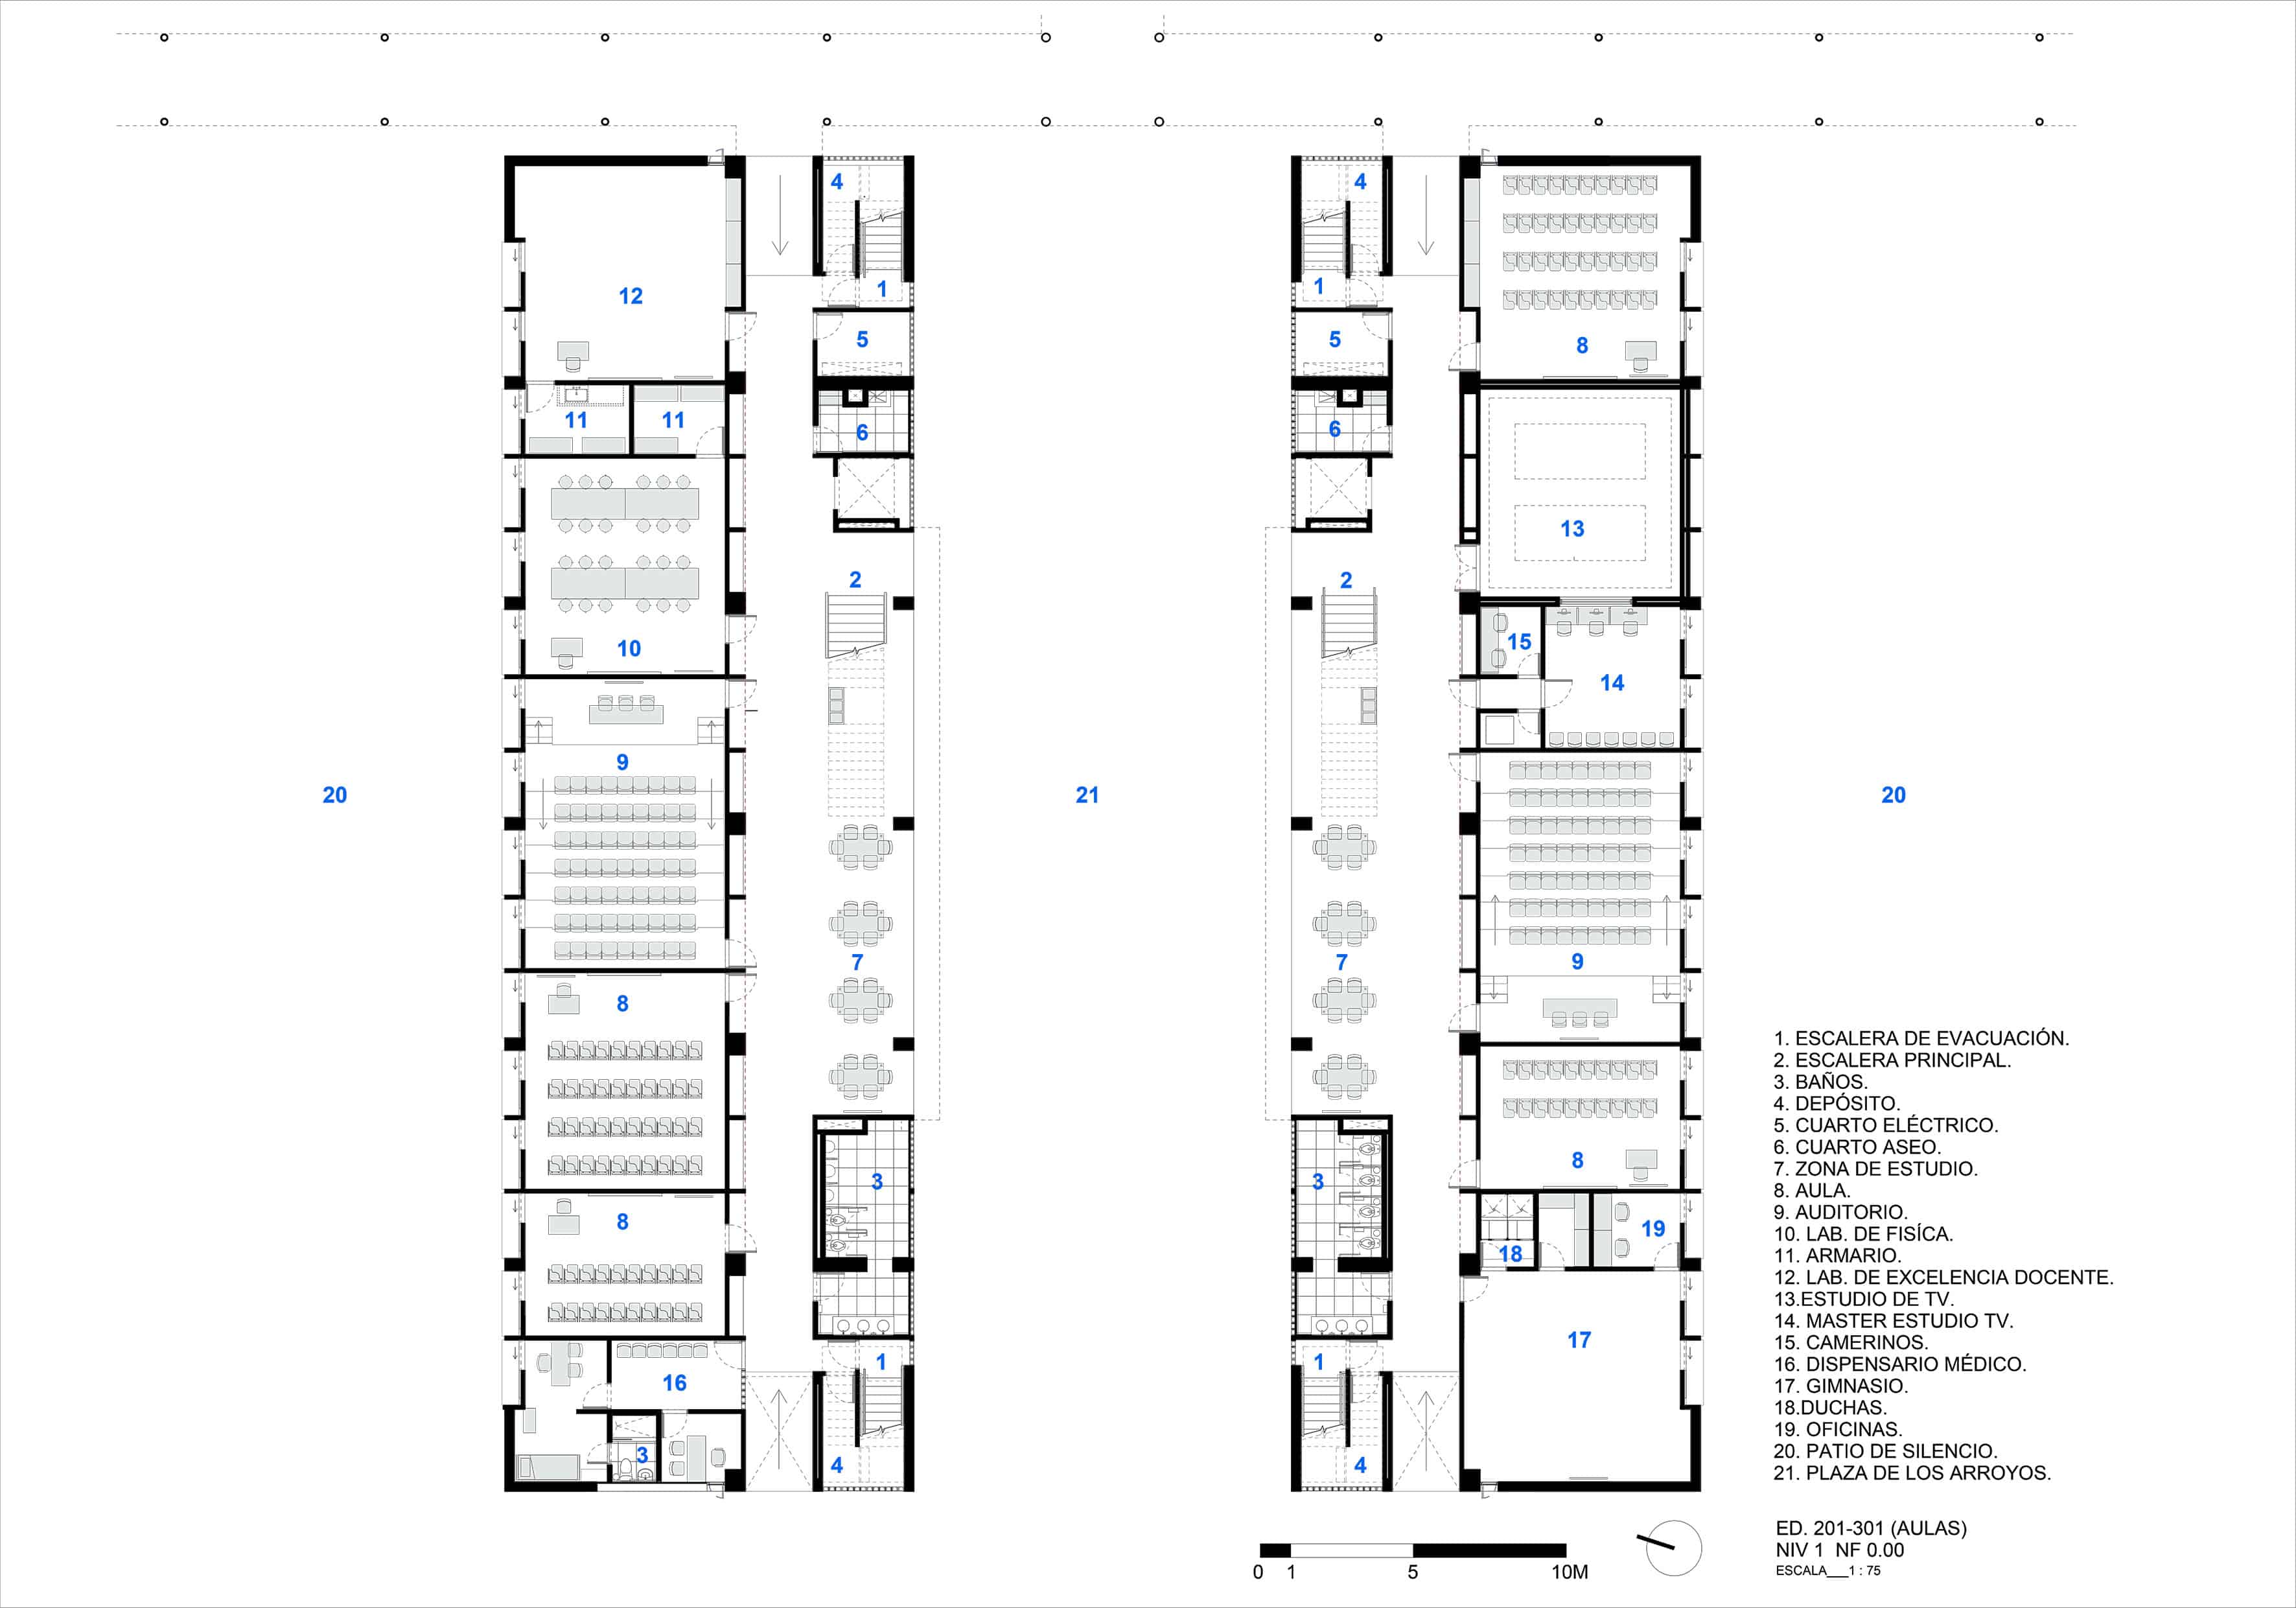 4
4
12
1
1
5
5
8
11
11
6
6
13
2
2
10
15
14
9
20
21
20
7
7
9
8
8
3
3
8
19
18
16
1
1
17
3
4
4
1. ESCALERA DE EVACUACIÓN.
2. ESCALERA PRINCIPAL.
3. BAÑOS.
4. DEPÓSITO.
5. CUARTO ELÉCTRICO.
6. CUARTO ASEO.
7. ZONA DE ESTUDIO.
8. AULA.
9. AUDITORIO.
10. LAB. DE FISÍCA.
11. ARMARIO.
12. LAB. DE EXCELENCIA DOCENTE.
13.ESTUDIO DE TV.
14. MASTER ESTUDIO TV.
15. CAMERINOS.
16. DISPENSARIO MÉDICO.
17. GIMNASIO.
18.DUCHAS.
19. OFICINAS.
20. PATIO DE SILENCIO.
21. PLAZA DE LOS ARROYOS.
0 1 5 10M
ED. 201-301 (AULAS)
NIV 1 NF 0.00
ESCALA___1 : 75